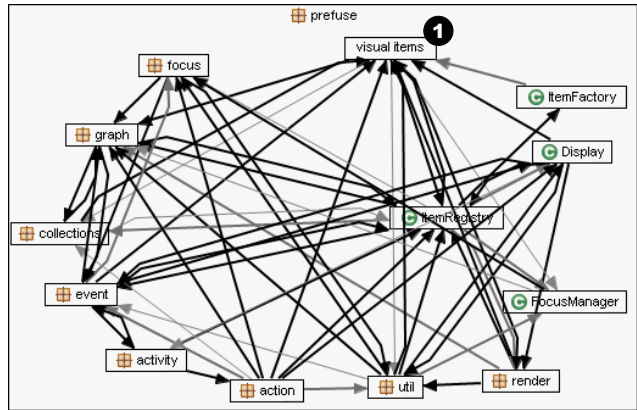 prefuse
1
visual items
focus
ItemFactory
graph
Display
ItemRegistry
collections
event
FocusManager
activity
action
util
render